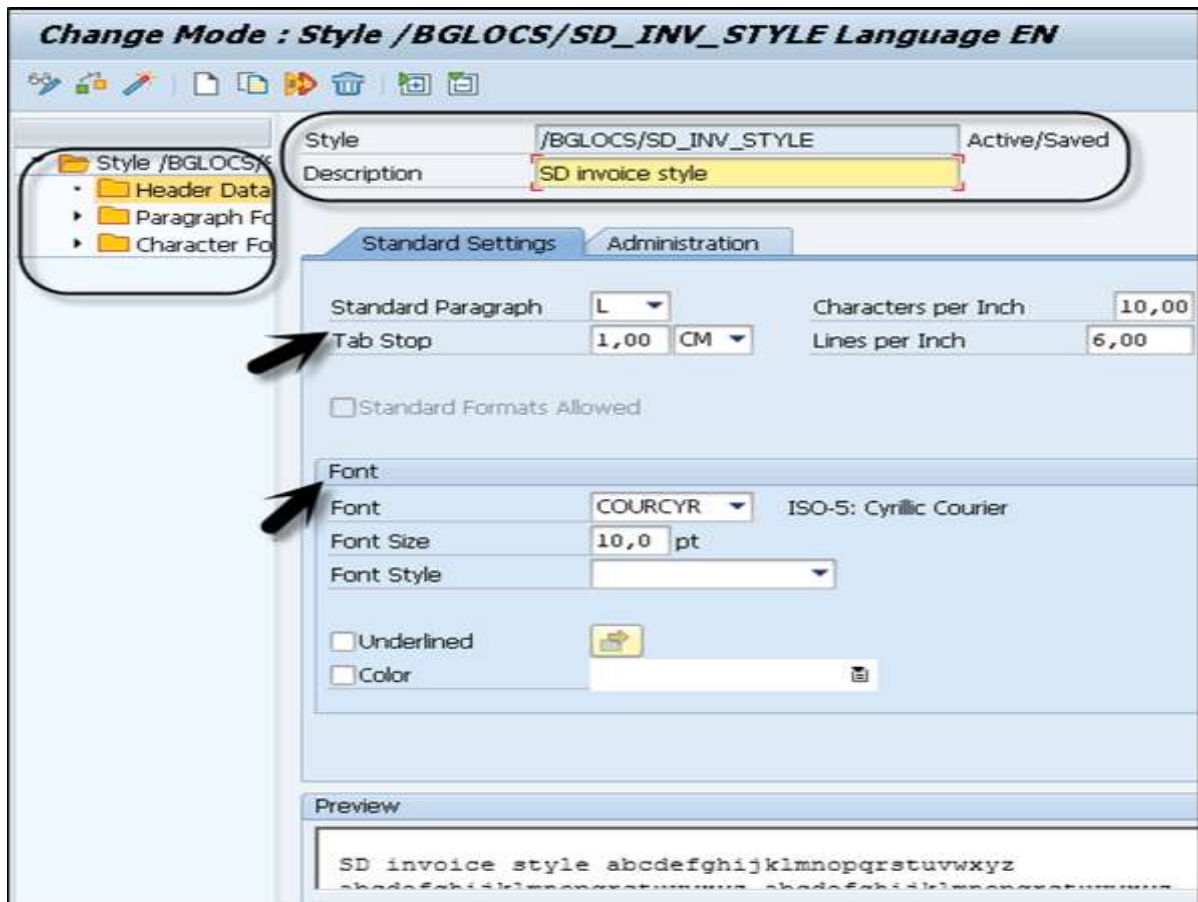 Change Mode : Style /BGLOCS/SD_INV_STYLE Language EN
Style /BGLOCS/
Header Data
Paragraph Fo
Character Fo
Style /BGLOCS/SD_INV_STYLE Active/Saved
Description SD invoice style
Standard Settings Administration
Standard Paragraph L Characters per Inch 10,00
Tab Stop 1,00 CM Lines per Inch 6,00
Standard Formats Allowed
Font
Font COURCYR ISO-5: Cyrillic Courier
Font Size 10,0 pt
Font Style
Underlined
Color
Preview
SD invoice style abcdefghijklmnopqrstuvwxyz